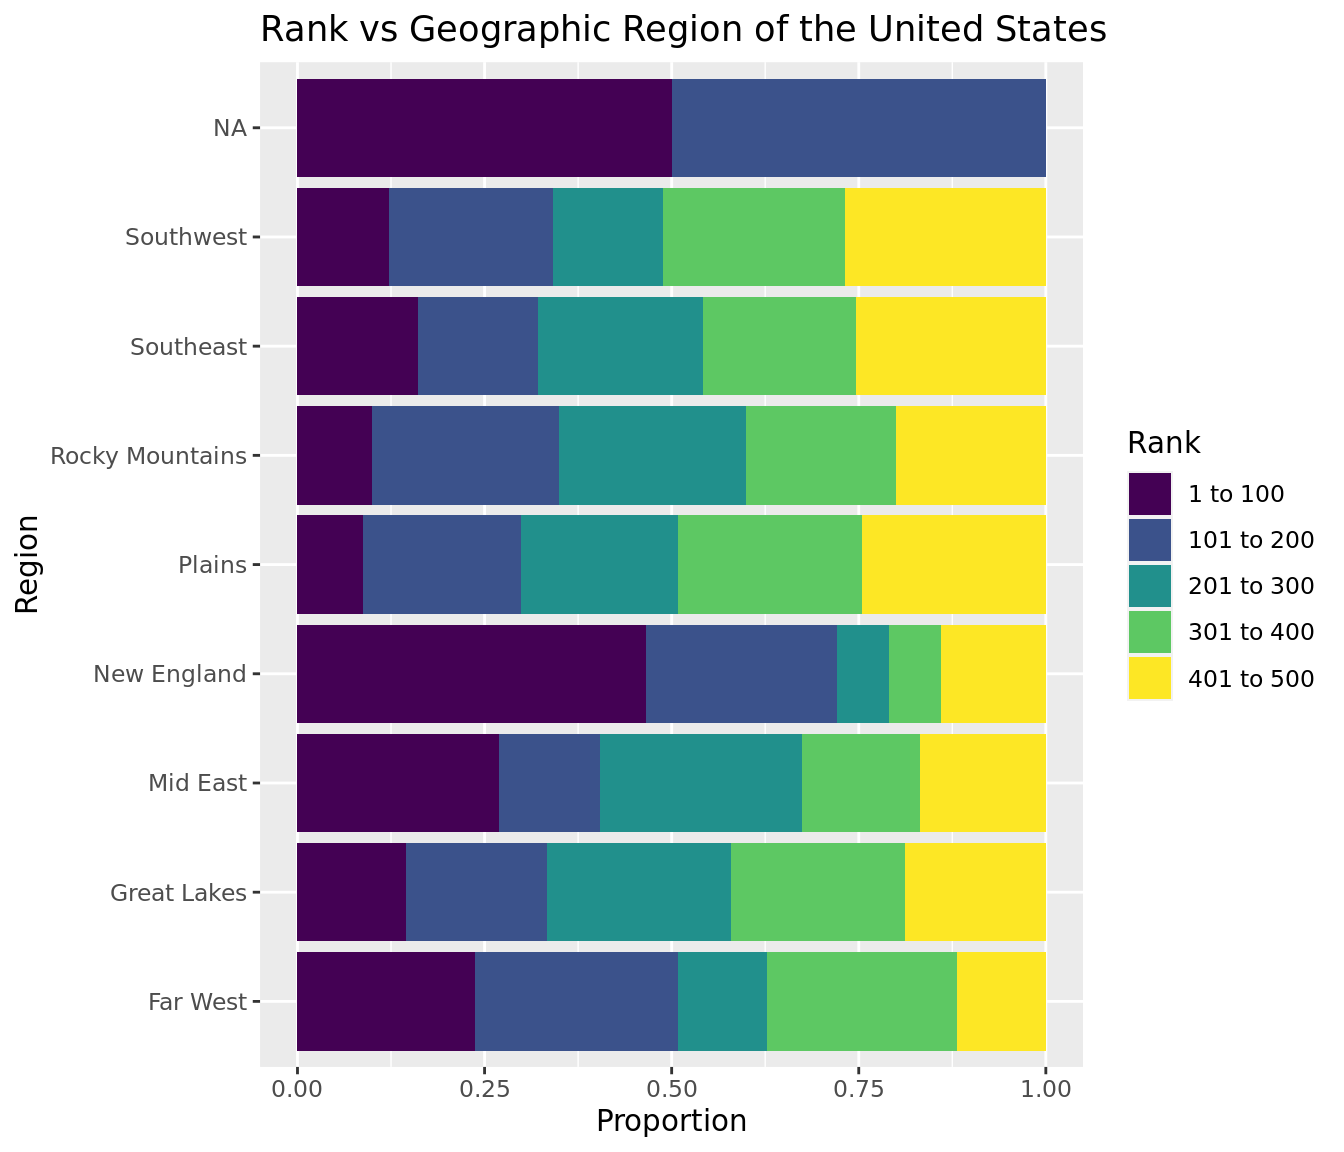 Rank vs Geographic Region of the United States
NA
Southwest
Southeast
Rocky Mountains
Plains
New England
Mid East
Great Lakes
Far West
Region
0.00 0.25 0.50 0.75 1.00
Proportion
Rank
1 to 100
101 to 200
201 to 300
301 to 400
401 to 500